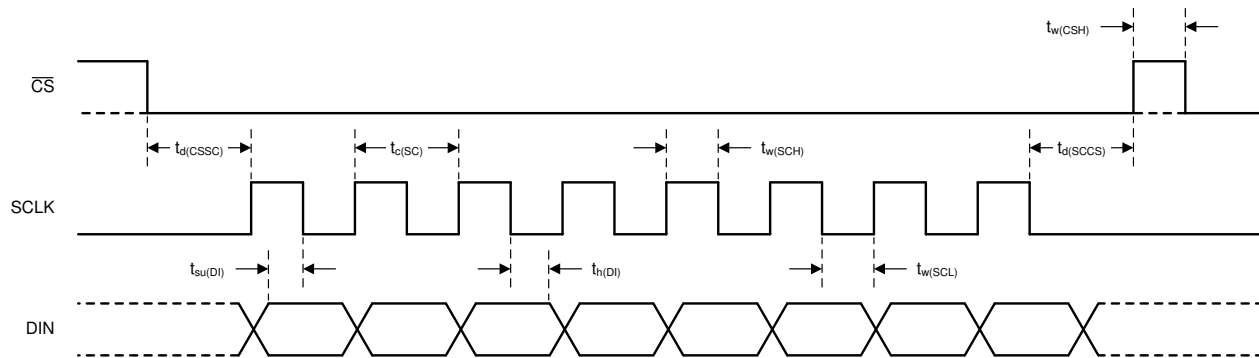 tw(CSH)
CS
td(CSSC)
tc(SC)
tw(SCH)
td(SCCS)
SCLK
tsu(DI)
th(DI)
tw(SCL)
DIN